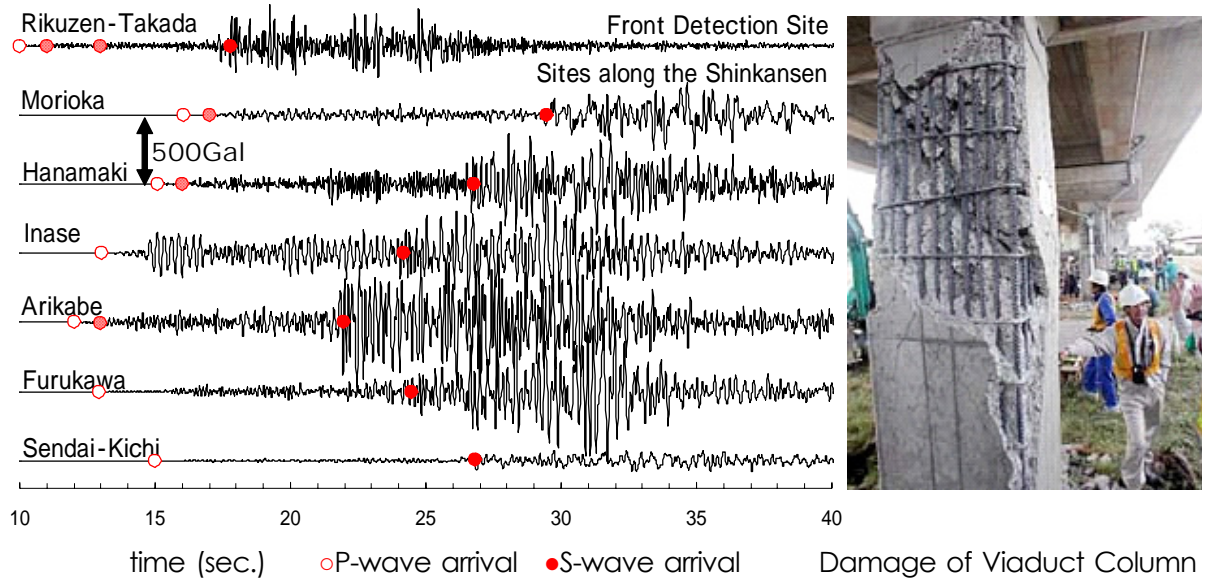 Rikuzen-Takada
Front Detection Site
Sites along the Shinkansen
Morioka
500Gal
Hanamaki
Inase
Arikabe
Furukawa
Sendai-Kichi
10 15 20 25 30 35 40
time (sec.) P-wave arrival S-wave arrival Damage of Viaduct Column